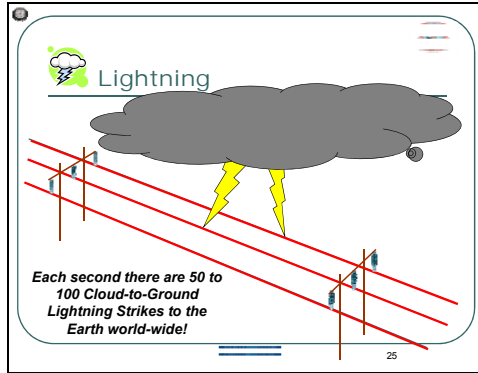 Lightning
Each second there are 50 to
100 Cloud-to-Ground
Lightning Strikes to the
Earth world-wide!
25